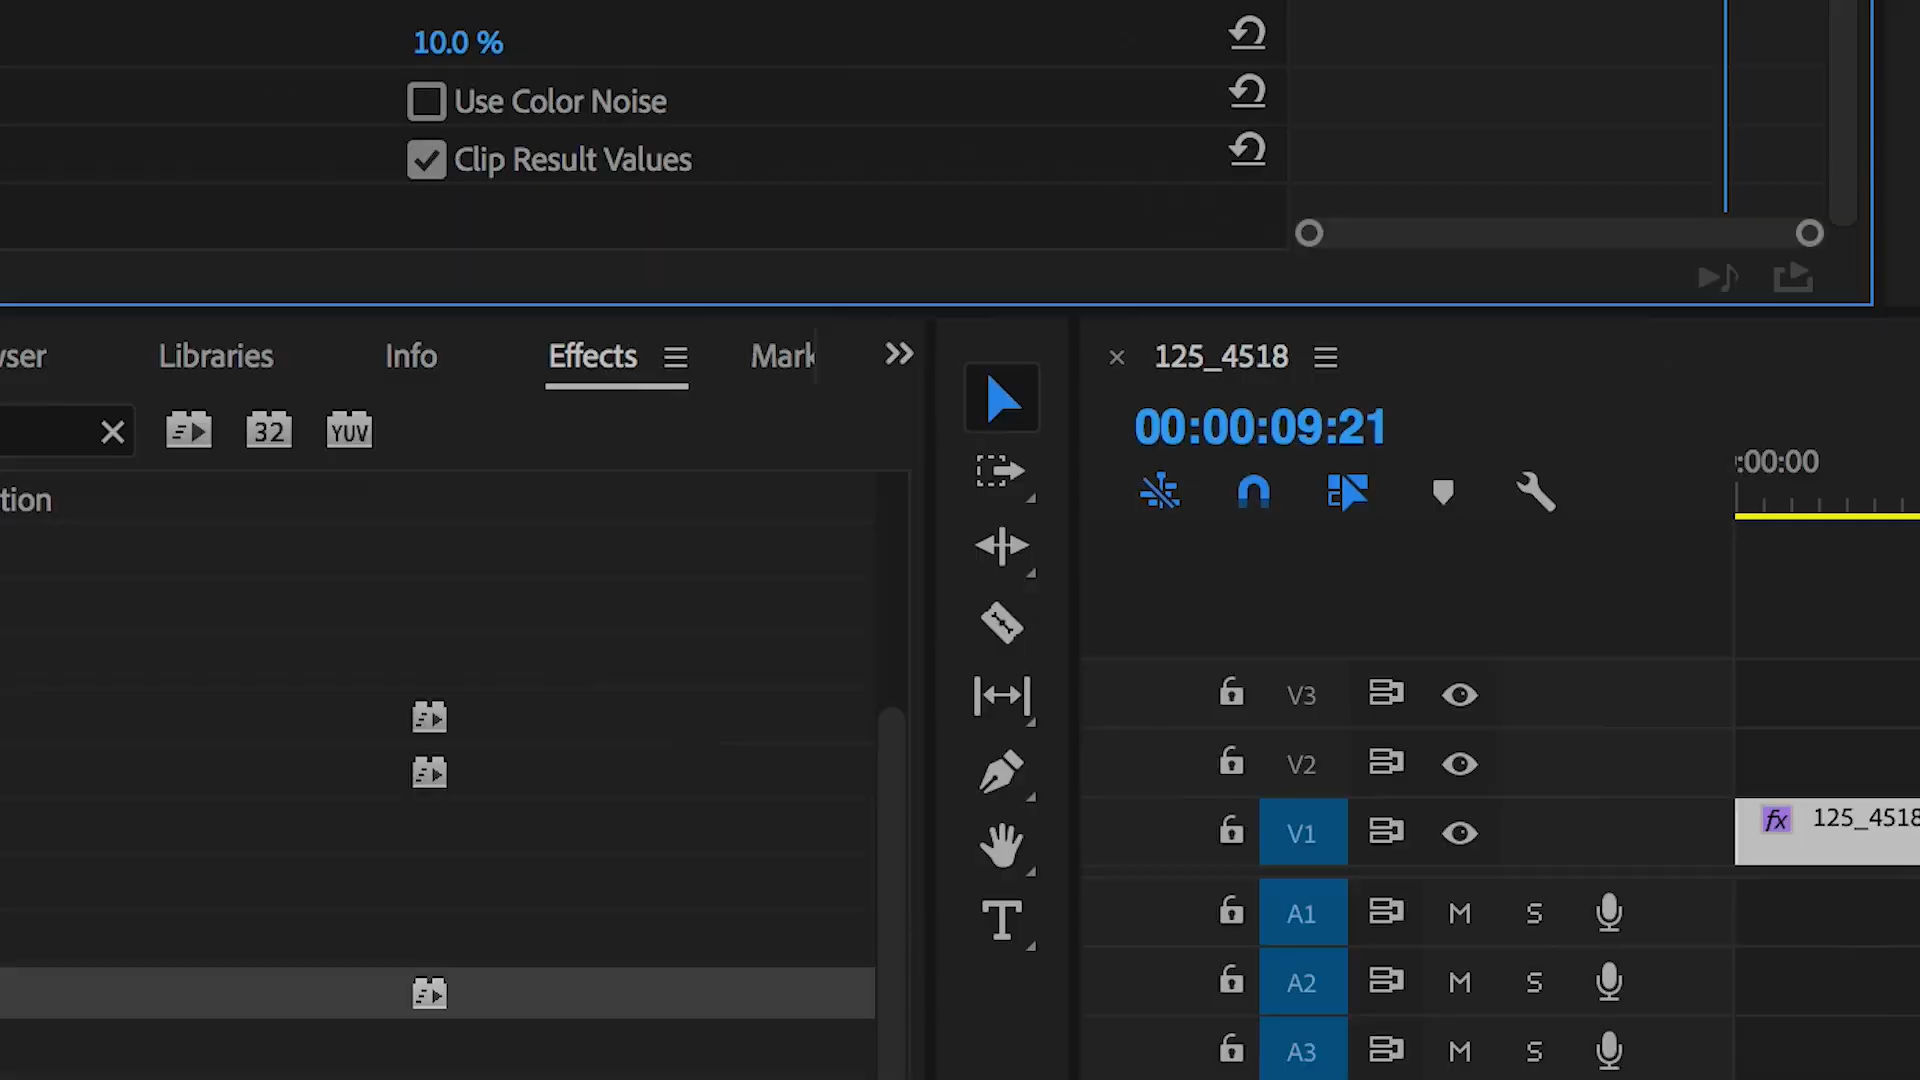 10.0 %
Use Color Noise
Clip Result Values
wser
Libraries
Info
Effects
Mark
125_4518
00:00:09:21
32
YUV
:00:00
tion
V3
V2
V1
fx
125_4518
A1
M
S
A2
M
S
A3
M
S